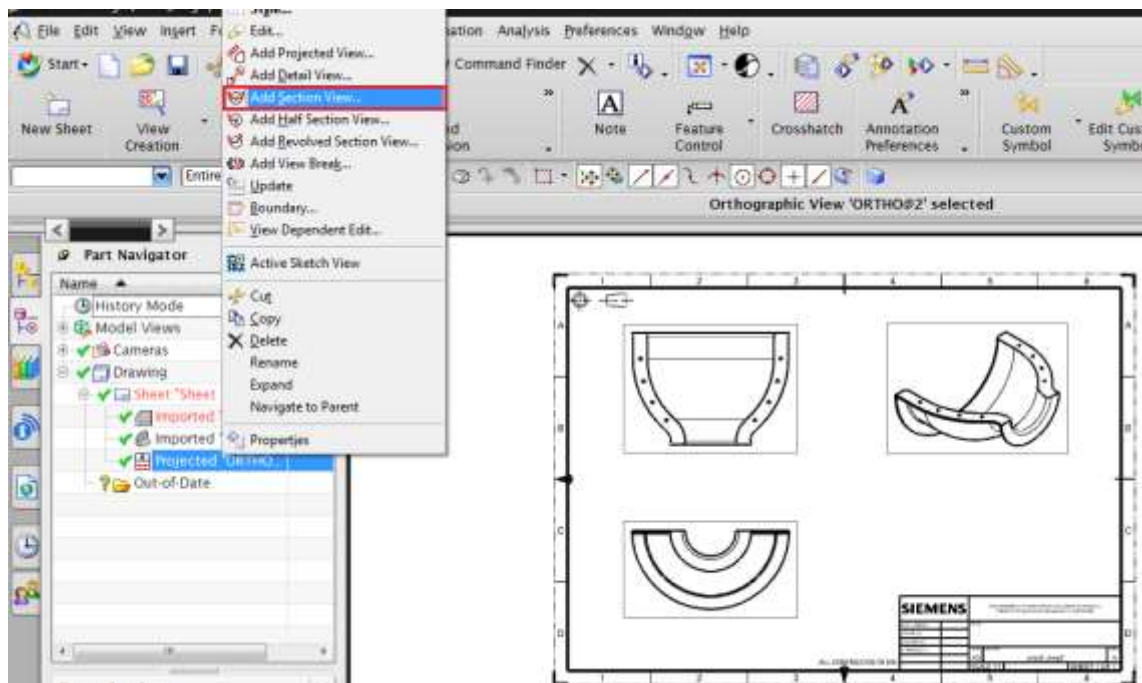 Style...
File Edit View Insert
Edit...
ation Analysis Preferences Window Help
Add Projected View...
Start
Command Finder
Add Detail View...
Add Section View...
Add Half Section View...
Add Revolved Section View...
Add View Break...
Update
Boundary...
View Dependent Edit...
Active Sketch View
Cut
Copy
Delete
Rename
Expand
Navigate to Parent
Properties
New Sheet
View Creation
Note
Feature Control
Crosshatch
Annotation Preferences
Custom Symbol
Edit Cus
Symb
Entire
Orthographic View 'ORTHO@2' selected
Part Navigator
Name
History Mode
Model Views
Cameras
Drawing
Sheet "Sheet
Imported
Imported "
Projected "ORTHO...
Out-of-Date
A
B
C
D
SIEMENS